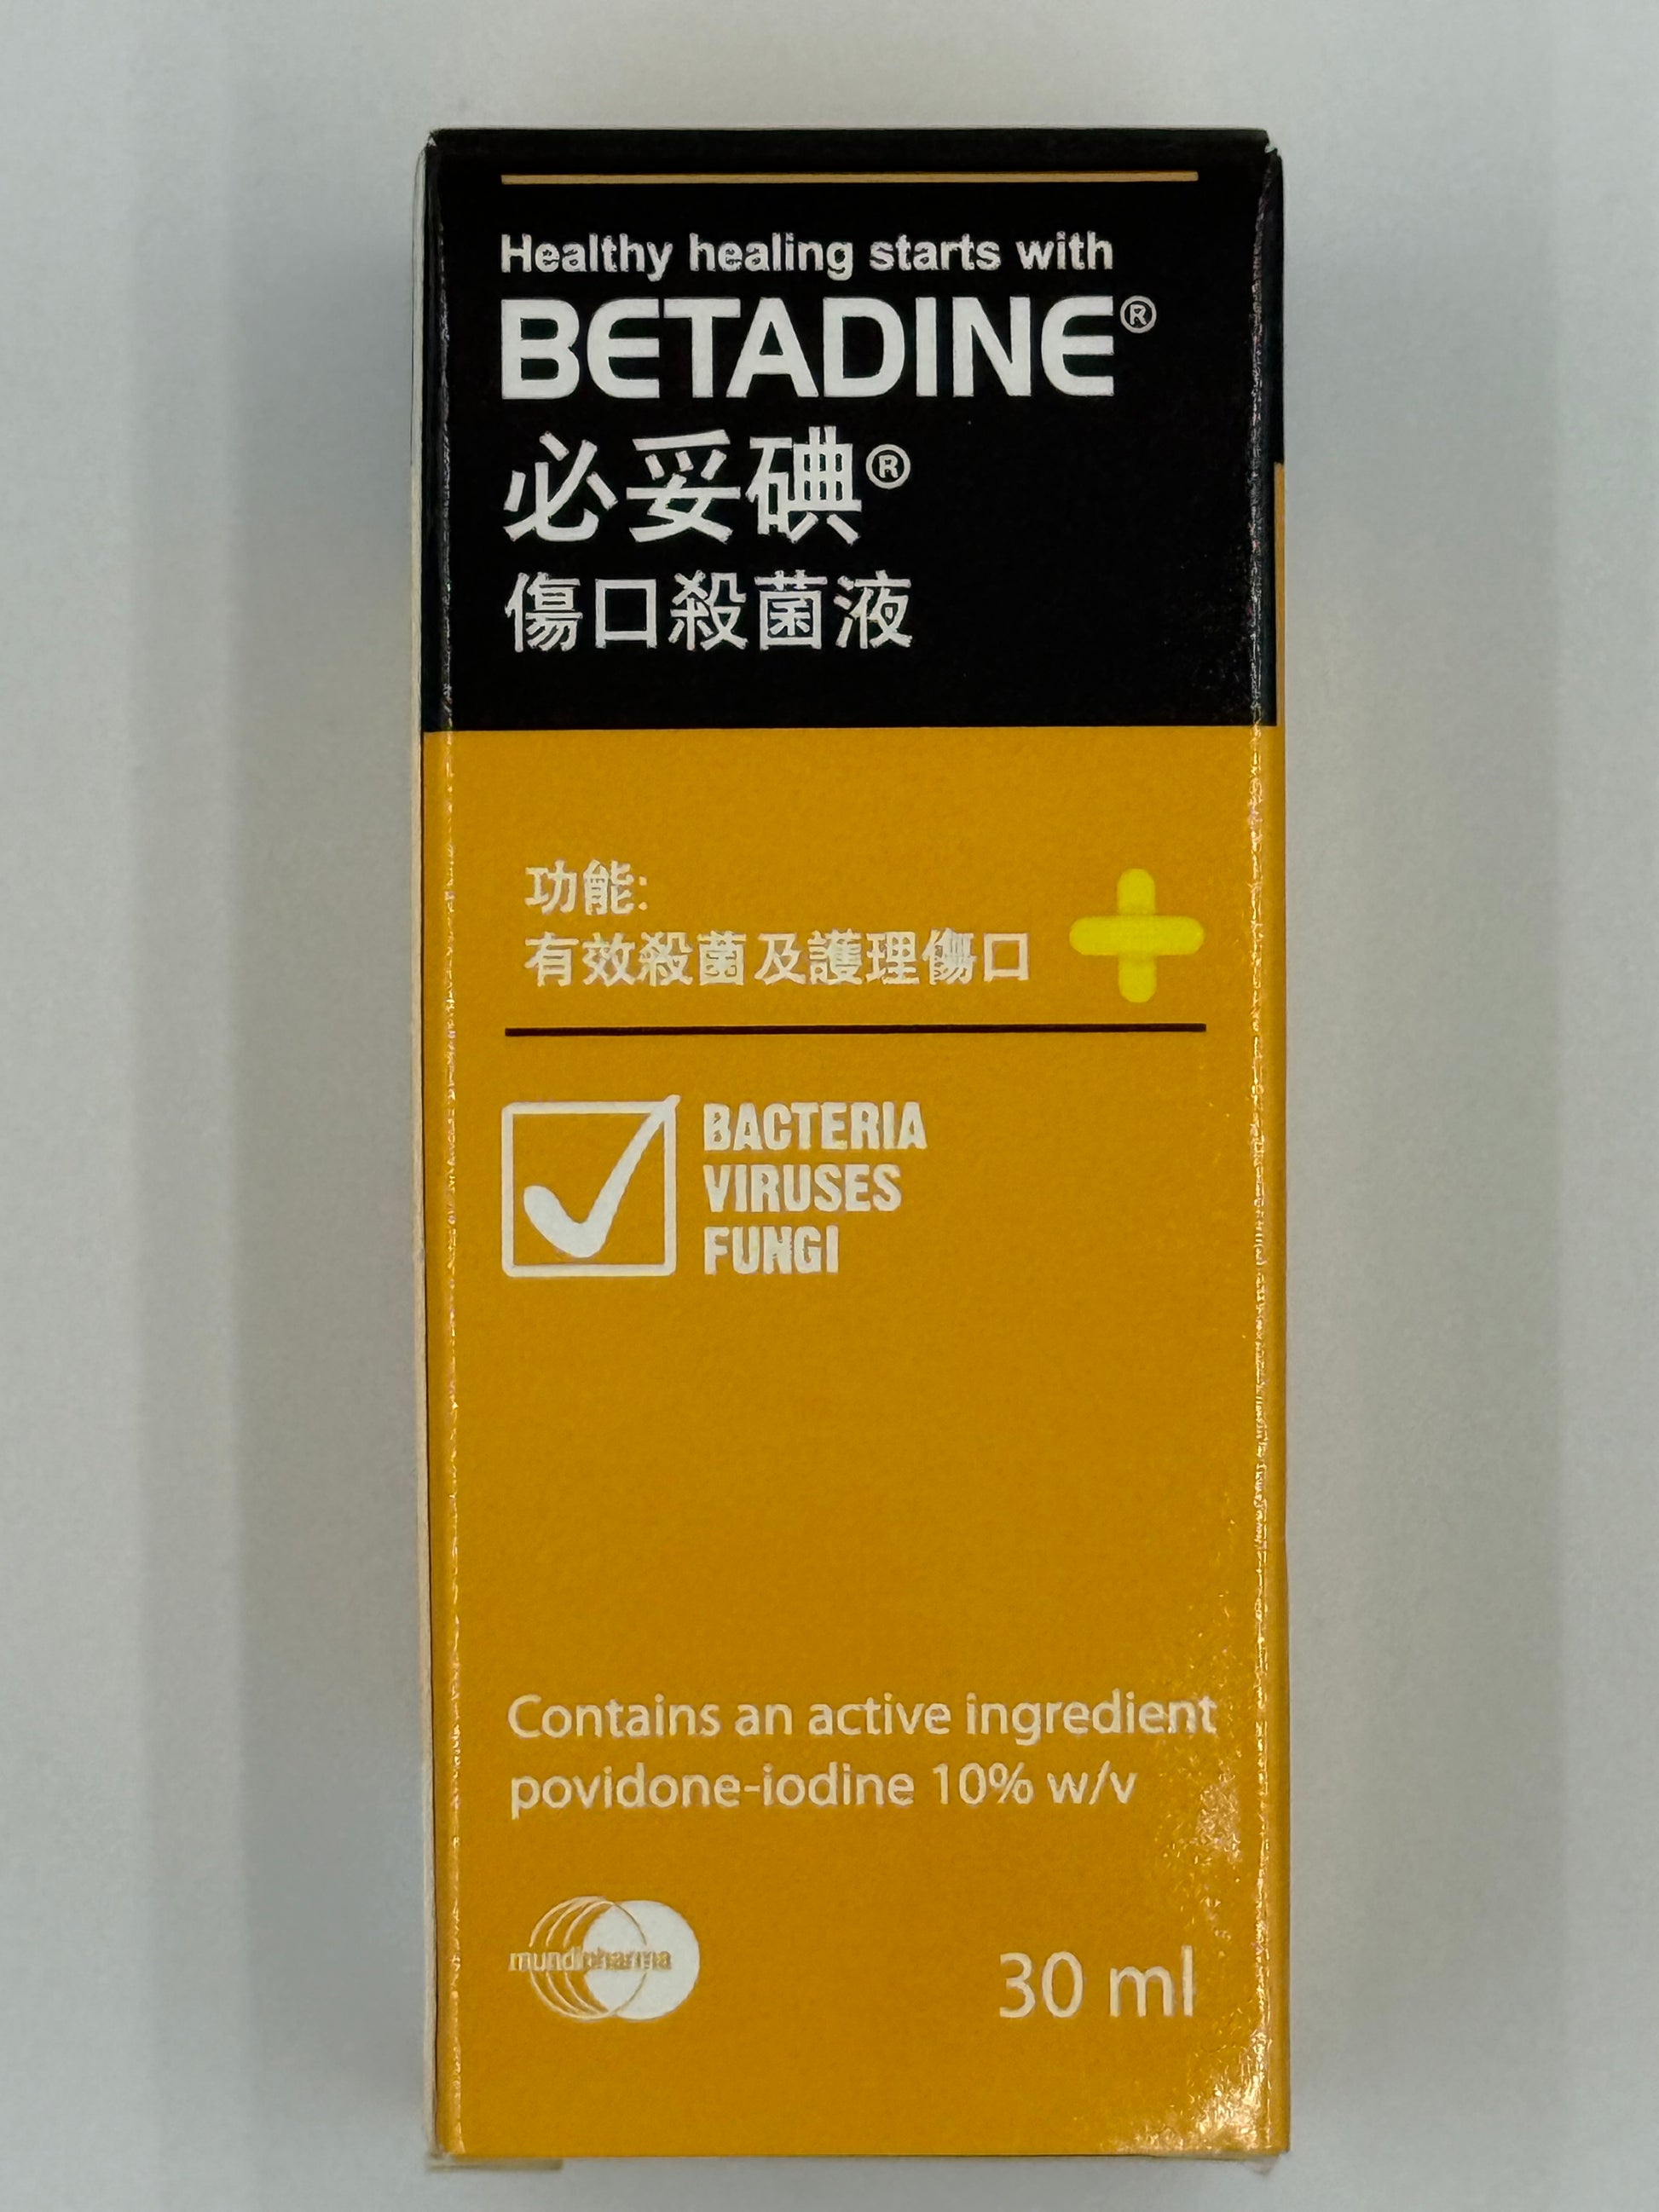 Healthy healing starts with
BETADINE®
必妥碘®
傷口殺菌液
功能:
有效殺菌及護理傷口
BACTERIA
VIRUSES
FUNGI
Contains an active ingredient
povidone-iodine 10% w/v
mundipharma
30 ml